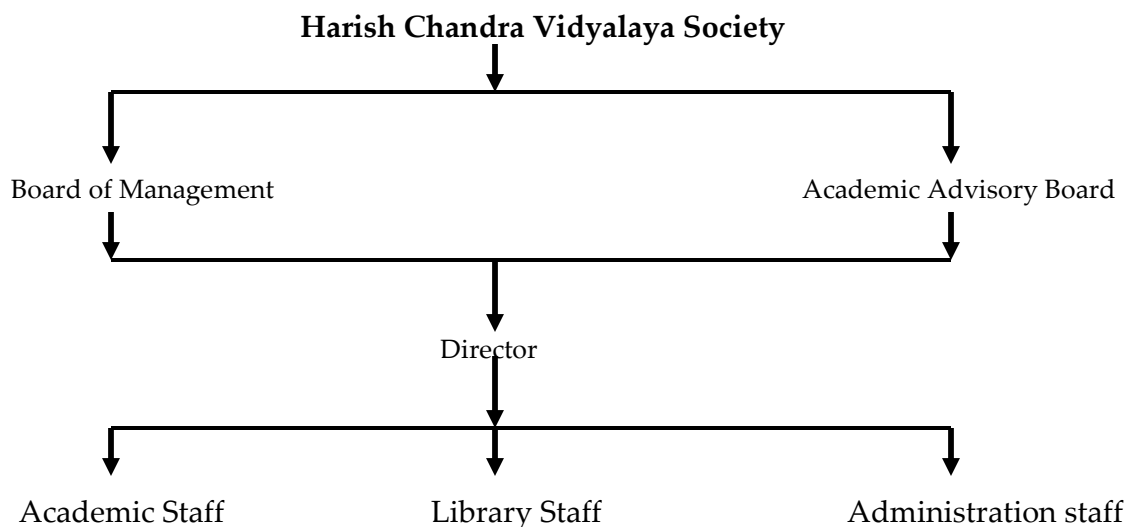 Harish Chandra Vidyalaya Society
Board of Management
Academic Advisory Board
Director
Academic Staff
Library Staff
Administration staff